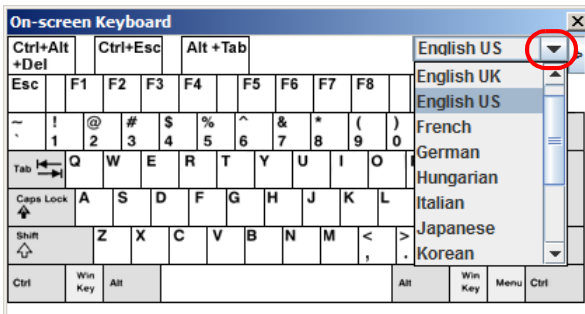 On-screen Keyboard
Ctrl+Alt +Del Ctrl+Esc Alt +Tab English US >
English UK
English US
French
German
Hungarian
Italian
Japanese
Korean
Esc F1 F2 F3 F4 F5 F6 F7 F8
~ ! @ # $ % ^ & * ( )
` 1 2 3 4 5 6 7 8 9 0
Tab Q W E R T Y U I O
Caps Lock A S D F G H J K L
Shift Z X C V B N M < >
, .
Ctrl Win Key Alt Alt Win Key Menu Ctrl